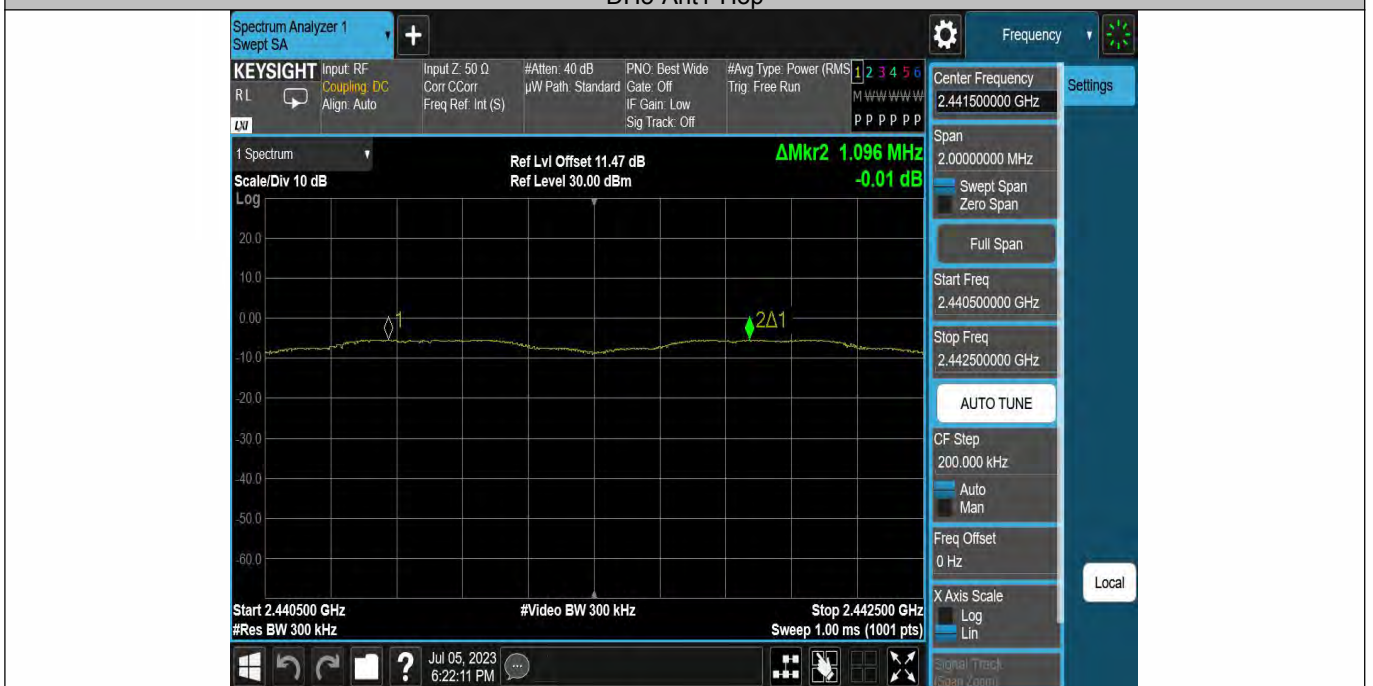 DH5-Ant1-Hop
Spectrum Analyzer 1
Swept SA
Frequency
KEYSIGHT
RL
LXI
Input: RF
Coupling: DC
Align: Auto
Input Z: 50 Ω
Corr CCorr
Freq Ref: Int (S)
#Atten: 40 dB
µW Path: Standard
PNO: Best Wide
Gate: Off
IF Gain: Low
Sig Track: Off
#Avg Type: Power (RMS
Trig: Free Run
1 2 3 4 5 6
M W W W W W
P P P P P P
1 Spectrum
Scale/Div 10 dB
Log
Ref Lvl Offset 11.47 dB
Ref Level 30.00 dBm
ΔMkr2 1.096 MHz
-0.01 dB
20.0
10.0
0.00
-10.0
-20.0
-30.0
-40.0
-50.0
-60.0
1
2Δ1
Start 2.440500 GHz
#Res BW 300 kHz
#Video BW 300 kHz
Stop 2.442500 GHz
Sweep 1.00 ms (1001 pts)
Jul 05, 2023
6:22:11 PM
Center Frequency
2.441500000 GHz
Settings
Span
2.00000000 MHz
Swept Span
Zero Span
Full Span
Start Freq
2.440500000 GHz
Stop Freq
2.442500000 GHz
AUTO TUNE
CF Step
200.000 kHz
Auto
Man
Freq Offset
0 Hz
X Axis Scale
Log
Lin
Local
Signal Track
(Span Zoom)